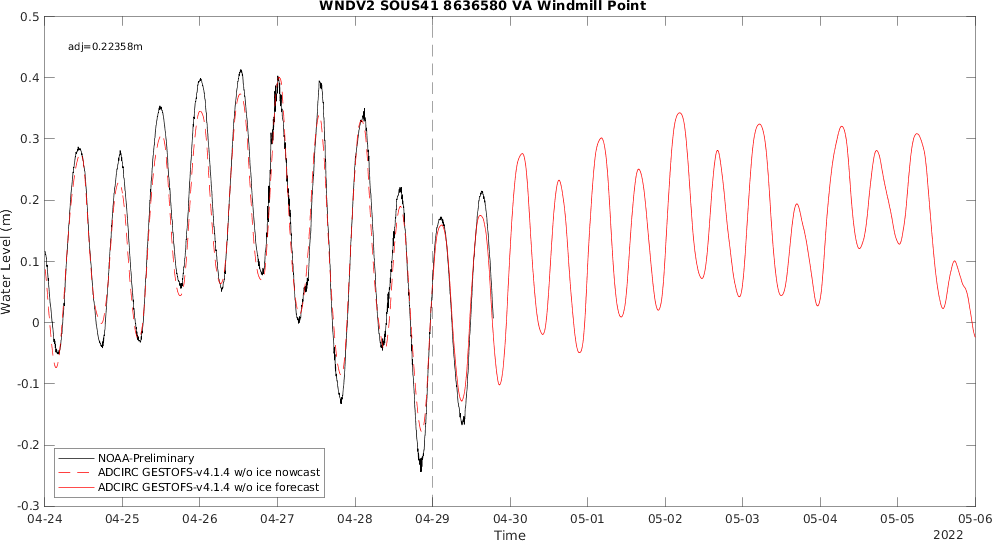 WNDV2 SOUS41 8636580 VA Windmill Point
adj=0.22358m
0.5
0.4
0.3
0.2
0.1
0
-0.1
-0.2
-0.3
Water Level (m)
NOAA-Preliminary
ADCIRC GESTOFS-v4.1.4 w/o ice nowcast
ADCIRC GESTOFS-v4.1.4 w/o ice forecast
04-24 04-25 04-26 04-27 04-28 04-29 04-30 05-01 05-02 05-03 05-04 05-05 05-06
Time
2022